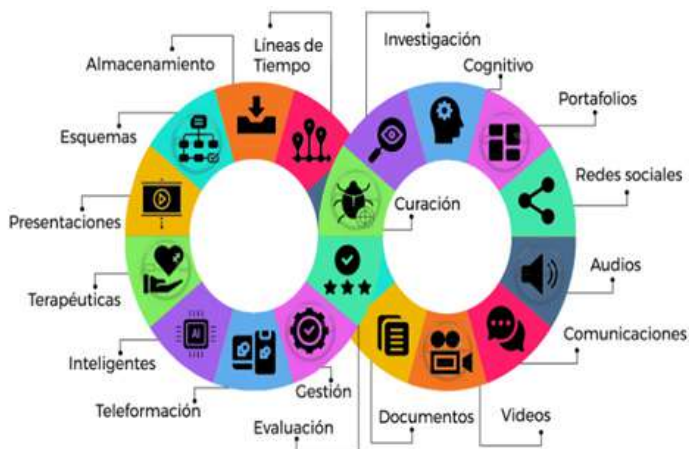 Líneas de
Tiempo
Investigación
Almacenamiento
Cognitivo
Portafolios
Esquemas
Redes sociales
Presentaciones
Curación
Audios
Terapéuticas
AI
Comunicaciones
Inteligentes
Gestión
Teleformación
Documentos
Videos
Evaluación